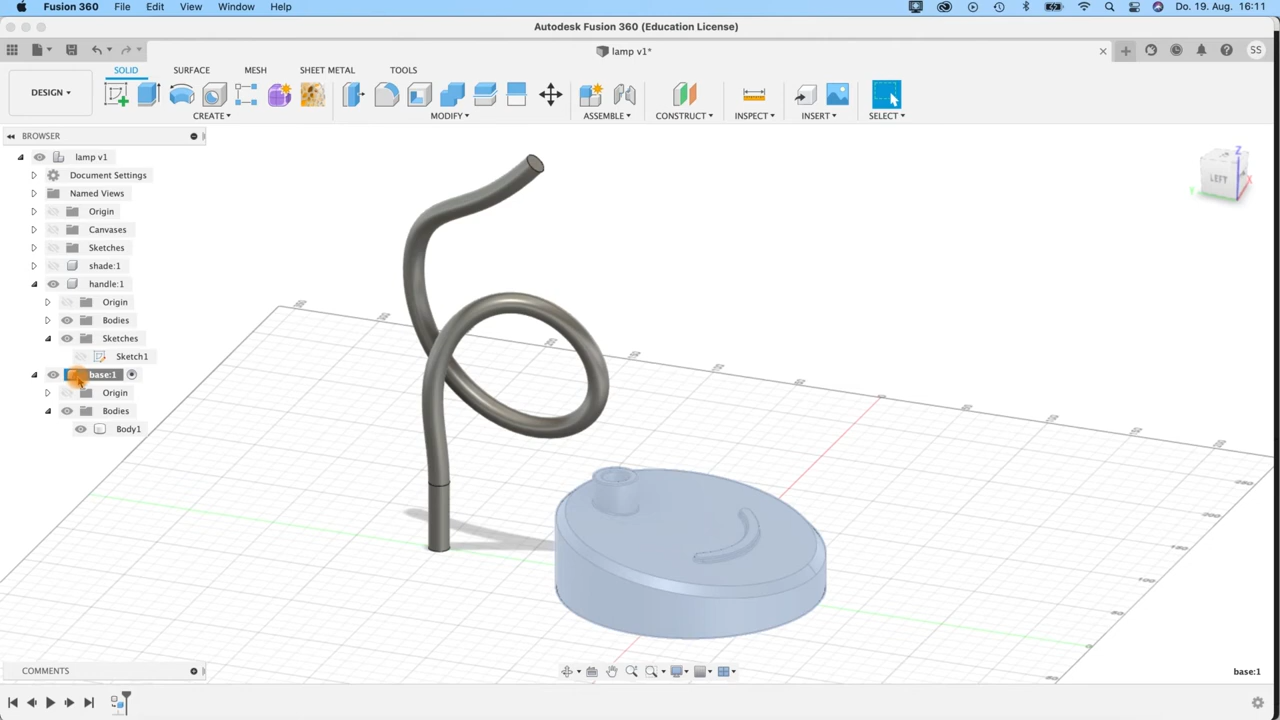 Fusion 360 File Edit View Window Help Do. 19. Aug. 16:11
Autodesk Fusion 360 (Education License)
lamp v1* SS
SOLID SURFACE MESH SHEET METAL TOOLS
DESIGN
CREATE MODIFY ASSEMBLE CONSTRUCT INSPECT INSERT SELECT
BROWSER
lamp v1
Document Settings
Named Views
Origin
Canvases
Sketches
shade:1
handle:1
Origin
Bodies
Sketches
Sketch1
base:1
Origin
Bodies
Body1
Z
LEFT
COMMENTS
base:1